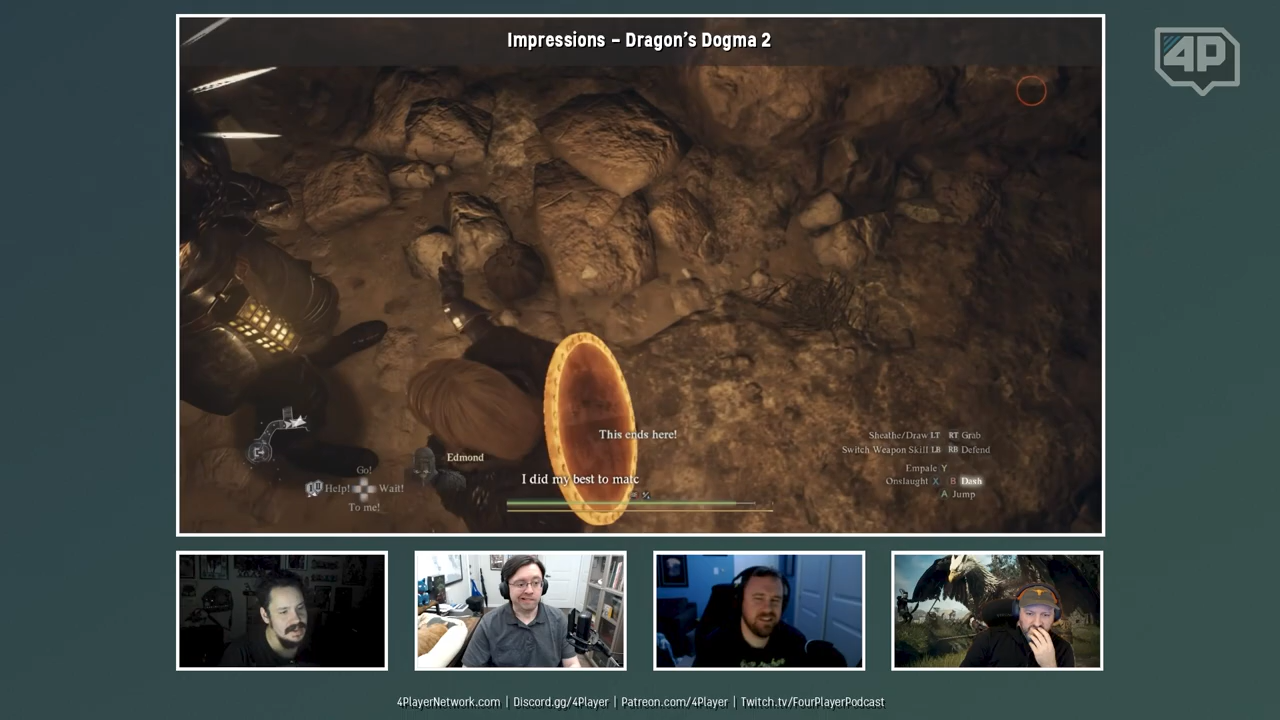 Impressions – Dragon's Dogma 2
4P
This ends here!
Edmond
I did my best to matc
Go!
Help!
Wait!
To me!
Sheathe/Draw LT RT Grab
Switch Weapon Skill LB RB Defend
Empale Y
Onslaught X B Dash
A Jump
4PlayerNetwork.com | Discord.gg/4Player | Patreon.com/4Player | Twitch.tv/FourPlayerPodcast